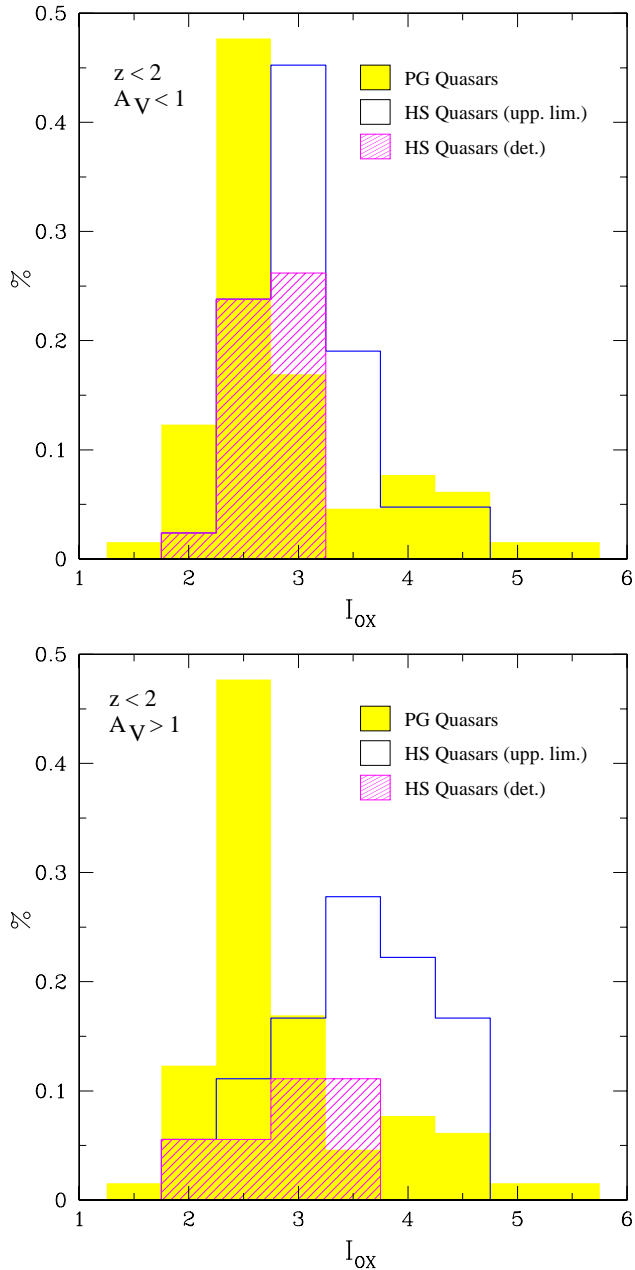 0.5
z < 2
A_V < 1
PG Quasars
HS Quasars (upp. lim.)
HS Quasars (det.)
0.4
0.3
%
0.2
0.1
0
1 2 3 4 5 6
I_OX
0.5
z < 2
A_V > 1
PG Quasars
HS Quasars (upp. lim.)
HS Quasars (det.)
0.4
0.3
%
0.2
0.1
0
1 2 3 4 5 6
I_OX